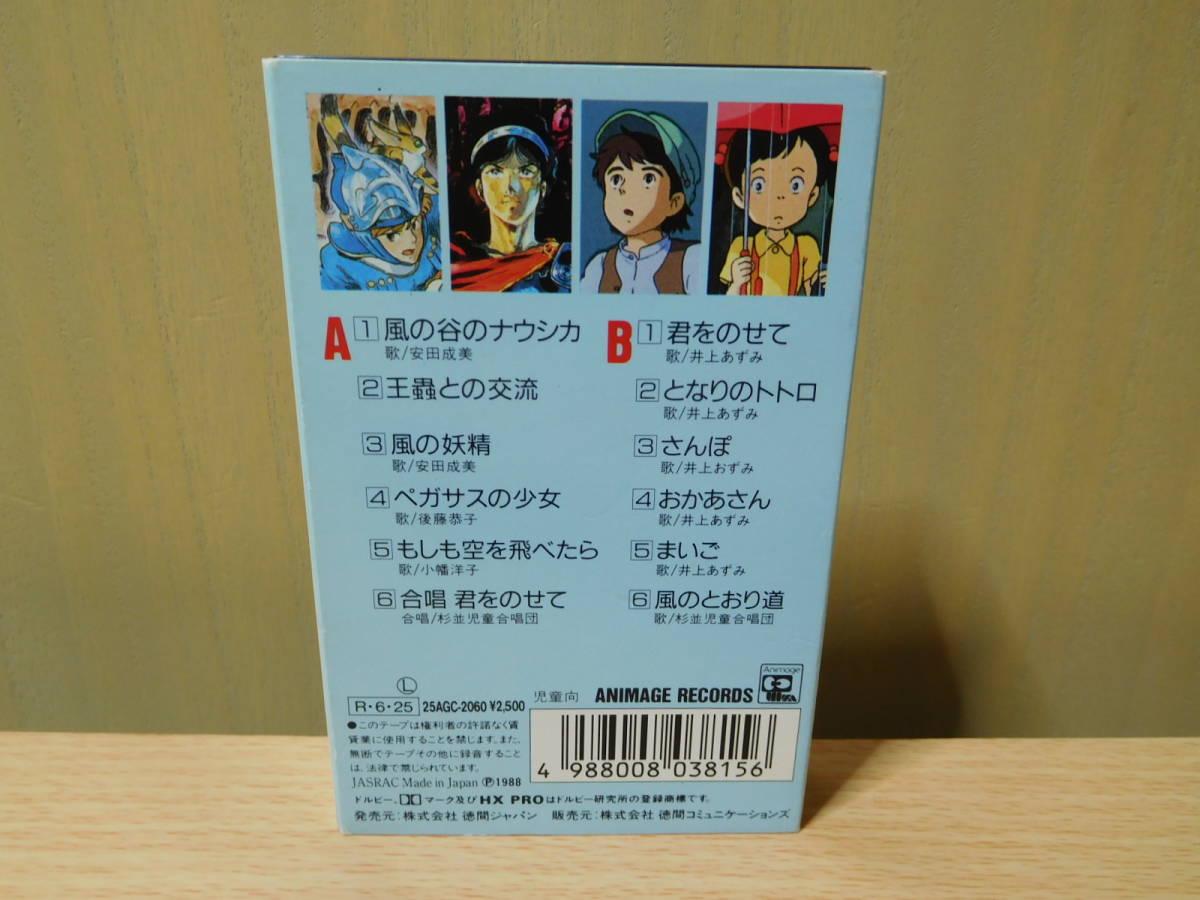 A 1 風の谷のナウシカ
歌/安田成美
2 王蟲との交流
3 風の妖精
歌/安田成美
4 ペガサスの少女
歌/後藤恭子
5 もしも空を飛べたら
歌/小幡洋子
6 合唱 君をのせて
合唱/杉並児童合唱団
B 1 君をのせて
歌/井上あずみ
2 となりのトトロ
歌/井上あずみ
3 さんぽ
歌/井上おずみ
4 おかあさん
歌/井上あずみ
5 まいご
歌/井上あずみ
6 風のとおり道
歌/杉並児童合唱団
Ⓛ
R・6・25 25AGC-2060 ¥2,500
児童向 ANIMAGE RECORDS
Animage
●このテープは権利者の許諾なく賃
貸業に使用することを禁じます。また、
無断でテープその他に録音すること
は、法律で禁じられています。
JASRAC Made in Japan Ⓟ1988
4 988008 038156
ドルビー、マーク及びHX PROはドルビー研究所の登録商標です。
発売元:株式会社 徳間ジャパン 販売元:株式会社 徳間コミュニケーションズ